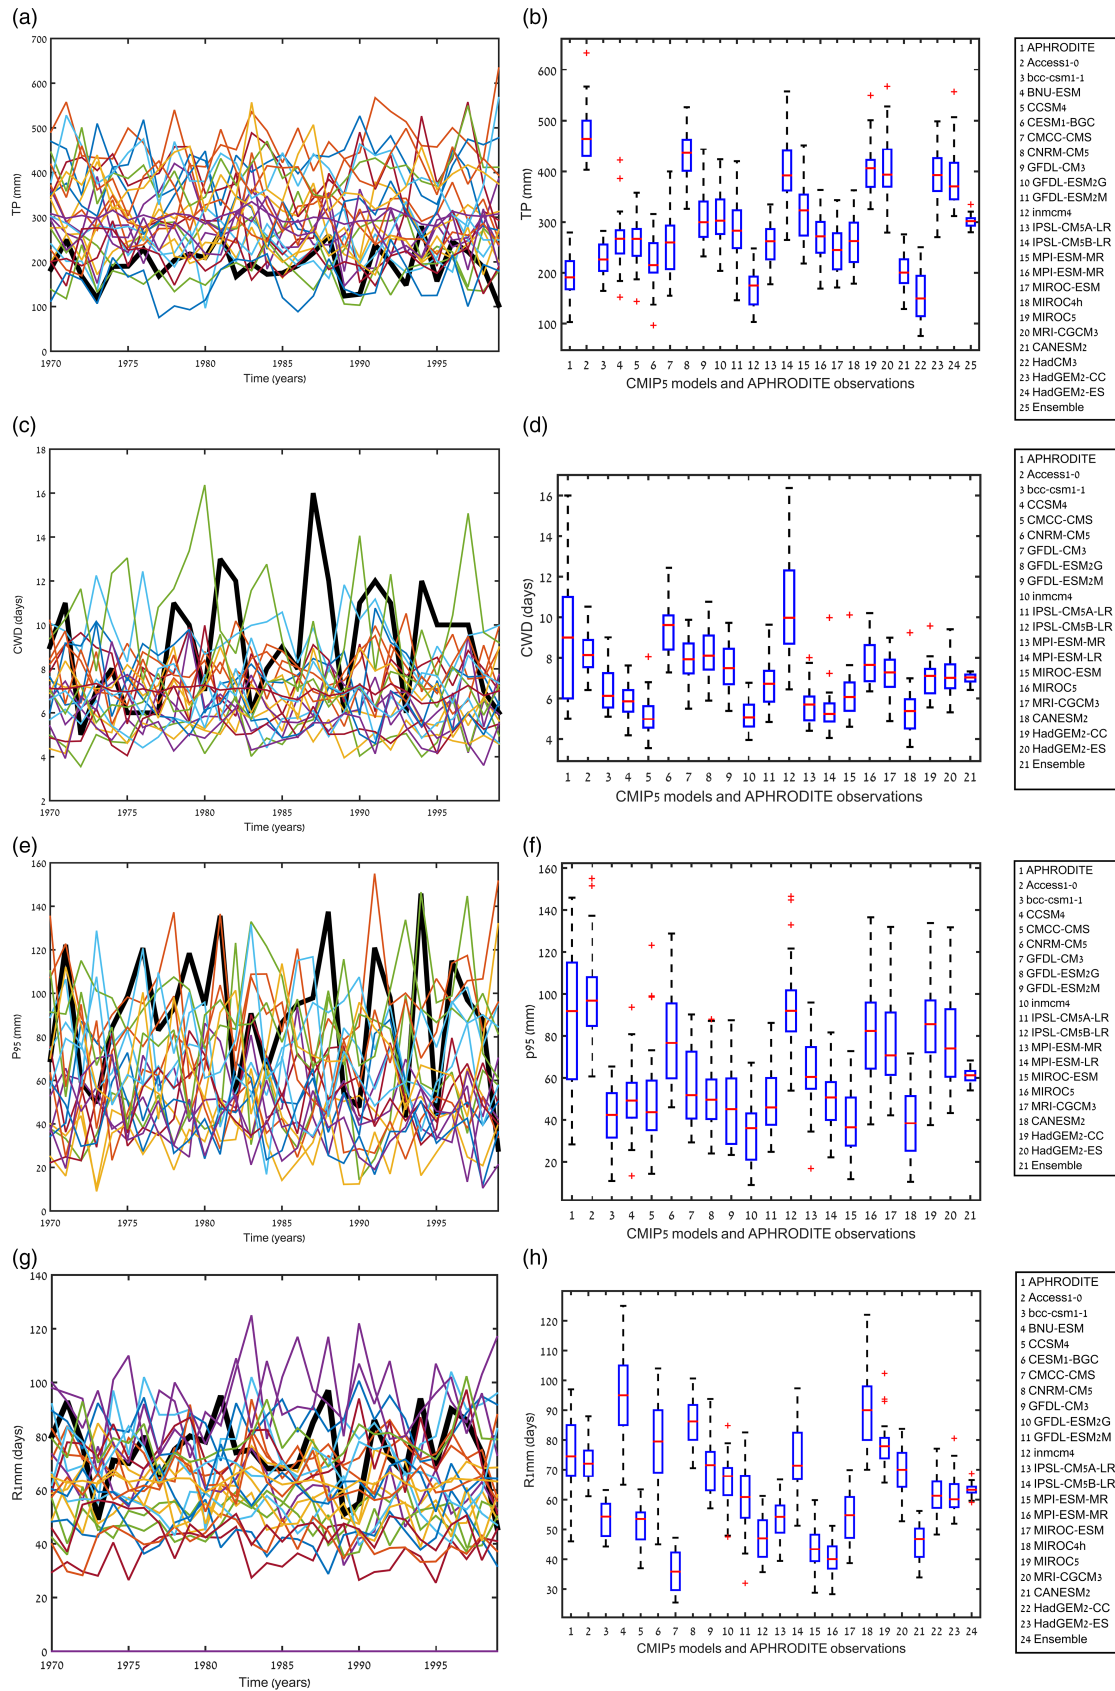 (a)
700
600
500
400
300
200
100
0
TP (mm)
1970 1975 1980 1985 1990 1995
Time (years)
(b)
600
500
400
300
200
100
TP (mm)
1 2 3 4 5 6 7 8 9 10 11 12 13 14 15 16 17 18 19 20 21 22 23 24 25
CMIP5 models and APHRODITE observations
1 APHRODITE
2 Access1-0
3 bcc-csm1-1
4 BNU-ESM
5 CCSM4
6 CESM1-BGC
7 CMCC-CMS
8 CNRM-CM5
9 GFDL-CM3
10 GFDL-ESM2G
11 GFDL-ESM2M
12 inmcm4
13 IPSL-CM5A-LR
14 IPSL-CM5B-LR
15 MPI-ESM-MR
16 MPI-ESM-MR
17 MIROC-ESM
18 MIROC4h
19 MIROC5
20 MRI-CGCM3
21 CANESM2
22 HadCM3
23 HadGEM2-CC
24 HadGEM2-ES
25 Ensemble
(c)
18
16
14
12
10
8
6
4
2
CWD (days)
1970 1975 1980 1985 1990 1995
Time (years)
(d)
16
14
12
10
8
6
4
CWD (days)
1 2 3 4 5 6 7 8 9 10 11 12 13 14 15 16 17 18 19 20 21
CMIP5 models and APHRODITE observations
1 APHRODITE
2 Access1-0
3 bcc-csm1-1
4 CCSM4
5 CMCC-CMS
6 CNRM-CM5
7 GFDL-CM3
8 GFDL-ESM2G
9 GFDL-ESM2M
10 inmcm4
11 IPSL-CM5A-LR
12 IPSL-CM5B-LR
13 MPI-ESM-MR
14 MPI-ESM-LR
15 MIROC-ESM
16 MIROC5
17 MRI-CGCM3
18 CANESM2
19 HadGEM2-CC
20 HadGEM2-ES
21 Ensemble
(e)
160
140
120
100
80
60
40
20
0
P95 (mm)
1970 1975 1980 1985 1990 1995
Time (years)
(f)
160
140
120
100
80
60
40
20
p95 (mm)
1 2 3 4 5 6 7 8 9 10 11 12 13 14 15 16 17 18 19 20 21
CMIP5 models and APHRODITE observations
1 APHRODITE
2 Access1-0
3 bcc-csm1-1
4 CCSM4
5 CMCC-CMS
6 CNRM-CM5
7 GFDL-CM3
8 GFDL-ESM2G
9 GFDL-ESM2M
10 inmcm4
11 IPSL-CM5A-LR
12 IPSL-CM5B-LR
13 MPI-ESM-MR
14 MPI-ESM-LR
15 MIROC-ESM
16 MIROC5
17 MRI-CGCM3
18 CANESM2
19 HadGEM2-CC
20 HadGEM2-ES
21 Ensemble
(g)
140
120
100
80
60
40
20
0
R1mm (days)
1970 1975 1980 1985 1990 1995
Time (years)
(h)
120
110
100
90
80
70
60
50
40
30
R1mm (days)
1 2 3 4 5 6 7 8 9 10 11 12 13 14 15 16 17 18 19 20 21 22 23 24
CMIP5 models and APHRODITE observations
1 APHRODITE
2 Access1-0
3 bcc-csm1-1
4 BNU-ESM
5 CCSM4
6 CESM1-BGC
7 CMCC-CMS
8 CNRM-CM5
9 GFDL-CM3
10 GFDL-ESM2G
11 GFDL-ESM2M
12 inmcm4
13 IPSL-CM5A-LR
14 IPSL-CM5B-LR
15 MPI-ESM-MR
16 MPI-ESM-MR
17 MIROC-ESM
18 MIROC4h
19 MIROC5
20 MRI-CGCM3
21 CANESM2
22 HadGEM2-CC
23 HadGEM2-ES
24 Ensemble